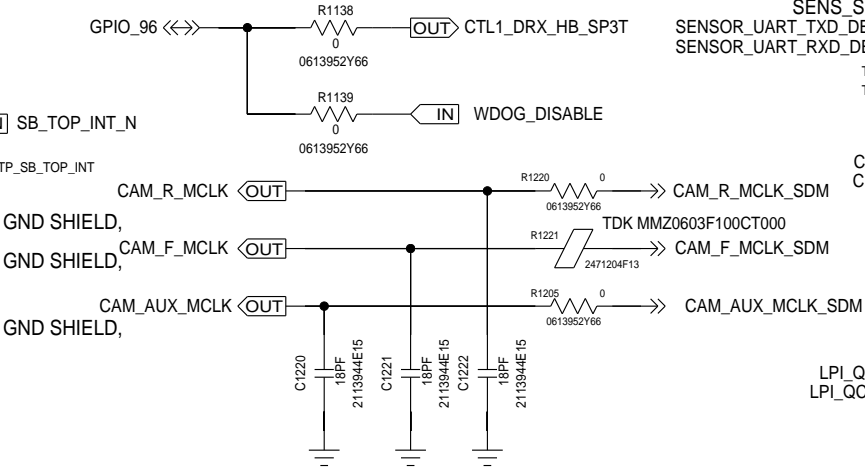 R1138
GPIO_96
OUT CTL1_DRX_HB_SP3T
0
0613952Y66
SENS_S
SENSOR_UART_TXD_DE
SENSOR_UART_RXD_DE
R1139
IN WDOG_DISABLE
0
0613952Y66
SB_TOP_INT_N
TP_SB_TOP_INT
CAM_R_MCLK OUT
R1220 0
0613952Y66
CAM_R_MCLK_SDM
GND SHIELD,
TDK MMZ0603F100CT000
CAM_F_MCLK OUT
R1221
2471204F13
CAM_F_MCLK_SDM
GND SHIELD,
CAM_AUX_MCLK OUT
R1205 0
0613952Y66
CAM_AUX_MCLK_SDM
GND SHIELD,
C1220
18PF
2113944E15
C1221
18PF
2113944E15
C1222
18PF
2113944E15
LPI_Q
LPI_QC